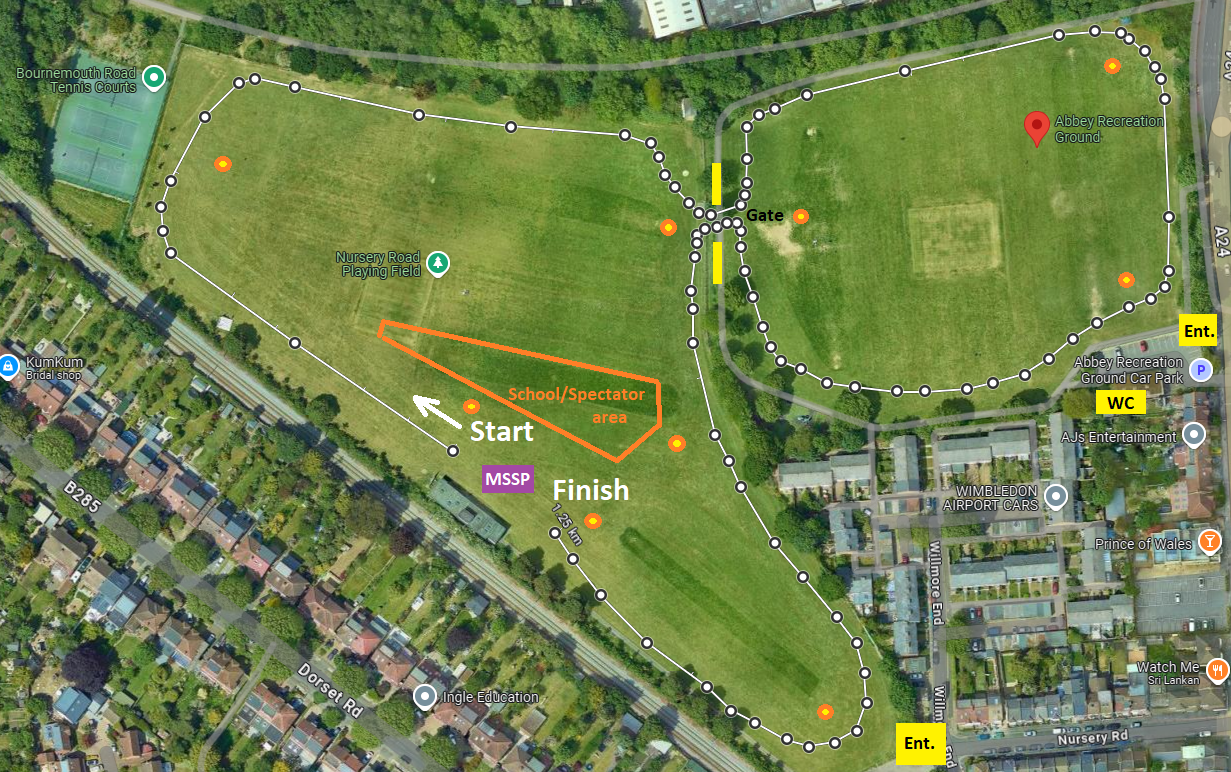 Bournemouth Road
Tennis Courts
Abbey Recreation
Ground
Gate
A24
Nursery Road
Playing Field
Ent.
KumKum
Bridal shop
Abbey Recreation
Ground Car Park
P
School/Spectator
area
WC
Start
AJs Entertainment
MSSP
Finish
B285
WIMBLEDON
AIRPORT CARS
1.25 km
Prince of Wales
Willmore End
Watch Me
Sri Lankan
Dorset Rd
Ingle Education
Ent.
End
Nursery Rd